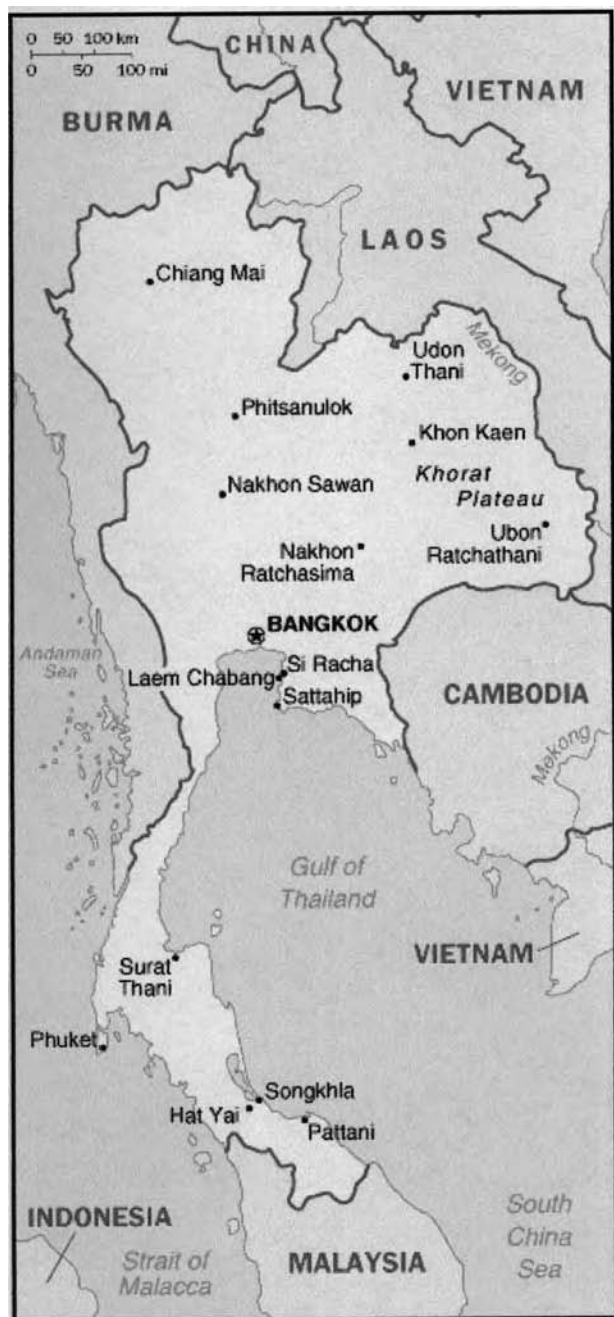 0 50 100 km
0 50 100 mi
CHINA
VIETNAM
BURMA
LAOS
Chiang Mai
Mekong
Udon
Thani
Phitsanulok
Khon Kaen
Khorat
Plateau
Nakhon Sawan
Ubon
Ratchathani
Nakhon
Ratchasima
BANGKOK
Andaman
Sea
Si Racha
Laem Chabang
Sattahip
CAMBODIA
Mekong
Gulf of
Thailand
VIETNAM
Surat
Thani
Phuket
Songkhla
Hat Yai
Pattani
INDONESIA
South
China
Sea
Strait of
Malacca
MALAYSIA